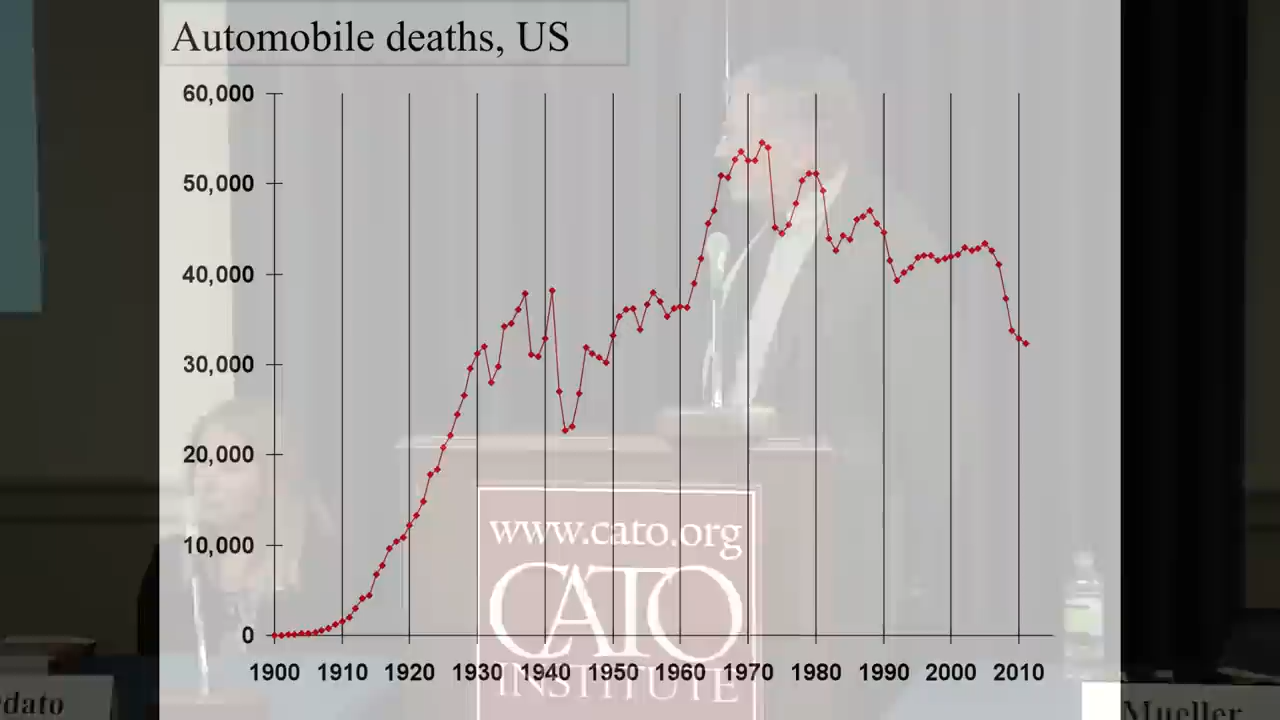 Automobile deaths, US
60,000
50,000
40,000
30,000
20,000
10,000
0
1900 1910 1920 1930 1940 1950 1960 1970 1980 1990 2000 2010
www.cato.org
CATO
INSTITUTE
Mueller